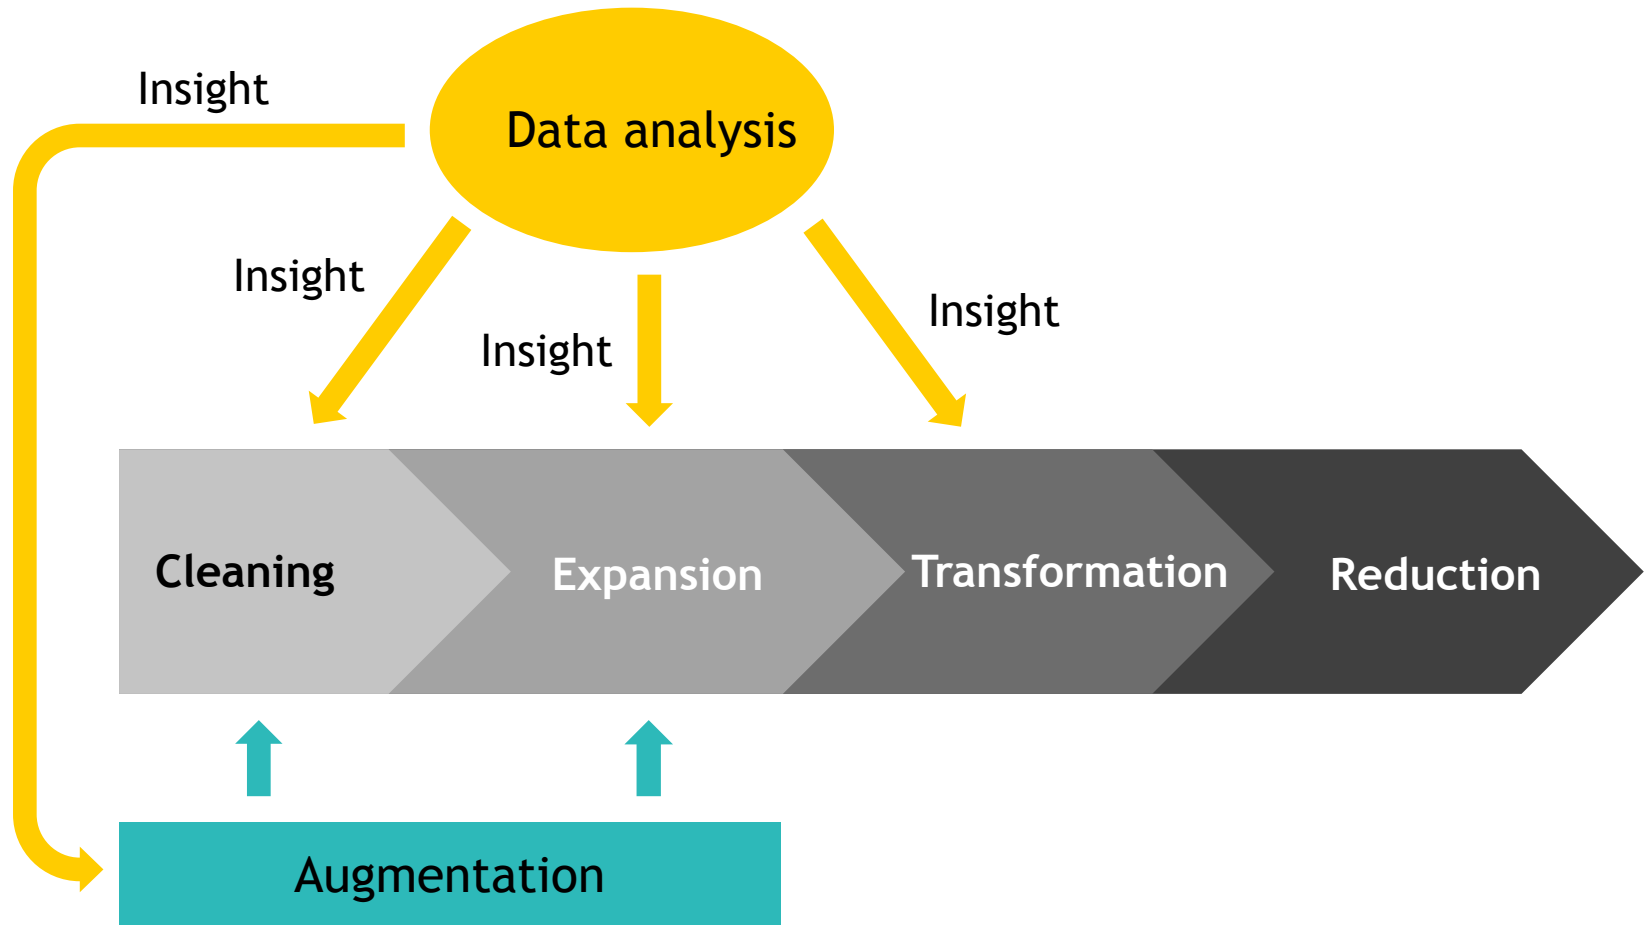 Insight
Data analysis
Insight
Insight
Insight
Cleaning
Expansion
Transformation
Reduction
Augmentation